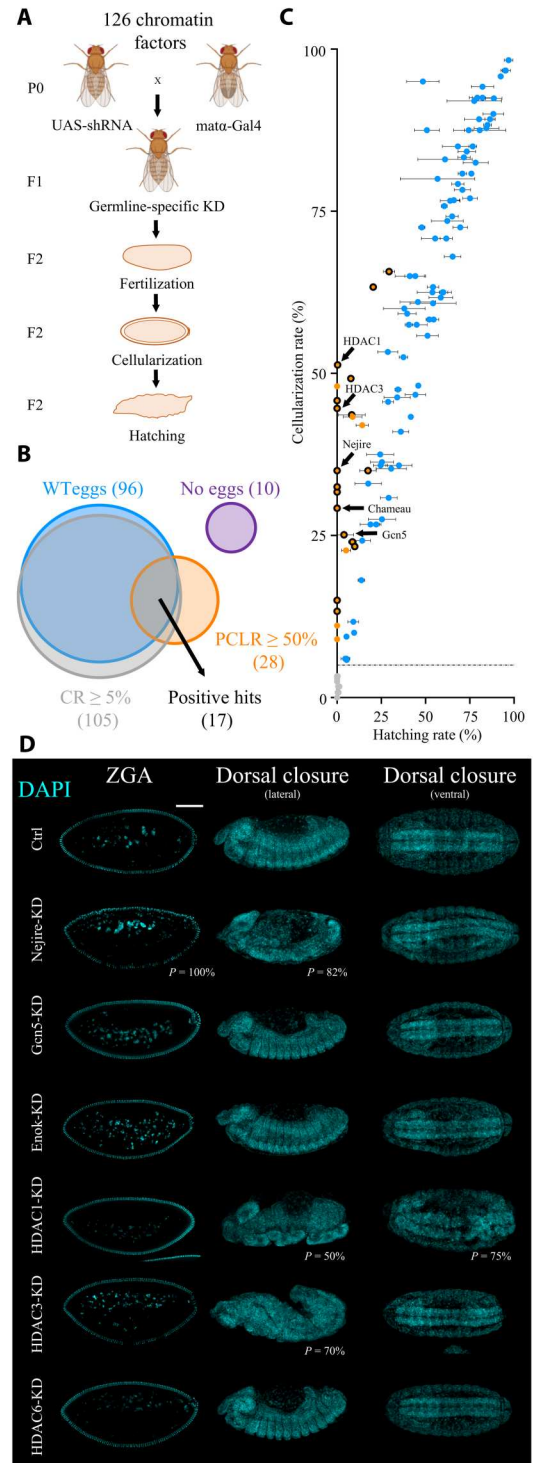 A
126 chromatin
factors
P0
x
UAS-shRNA
matα-Gal4
F1
Germline-specific KD
F2
Fertilization
F2
Cellularization
F2
Hatching
B
WTeggs (96)
No eggs (10)
PCLR ≥ 50%
(28)
CR ≥ 5%
(105)
Positive hits
(17)
C
100
75
50
25
0
Cellularization rate (%)
HDAC1
HDAC3
Nejire
Chameau
Gcn5
0
25
50
75
100
Hatching rate (%)
D
DAPI
ZGA
Dorsal closure
(lateral)
Dorsal closure
(ventral)
Ctrl
Nejire-KD
P = 100%
P = 82%
Gcn5-KD
Enok-KD
HDAC1-KD
P = 50%
P = 75%
HDAC3-KD
P = 70%
HDAC6-KD